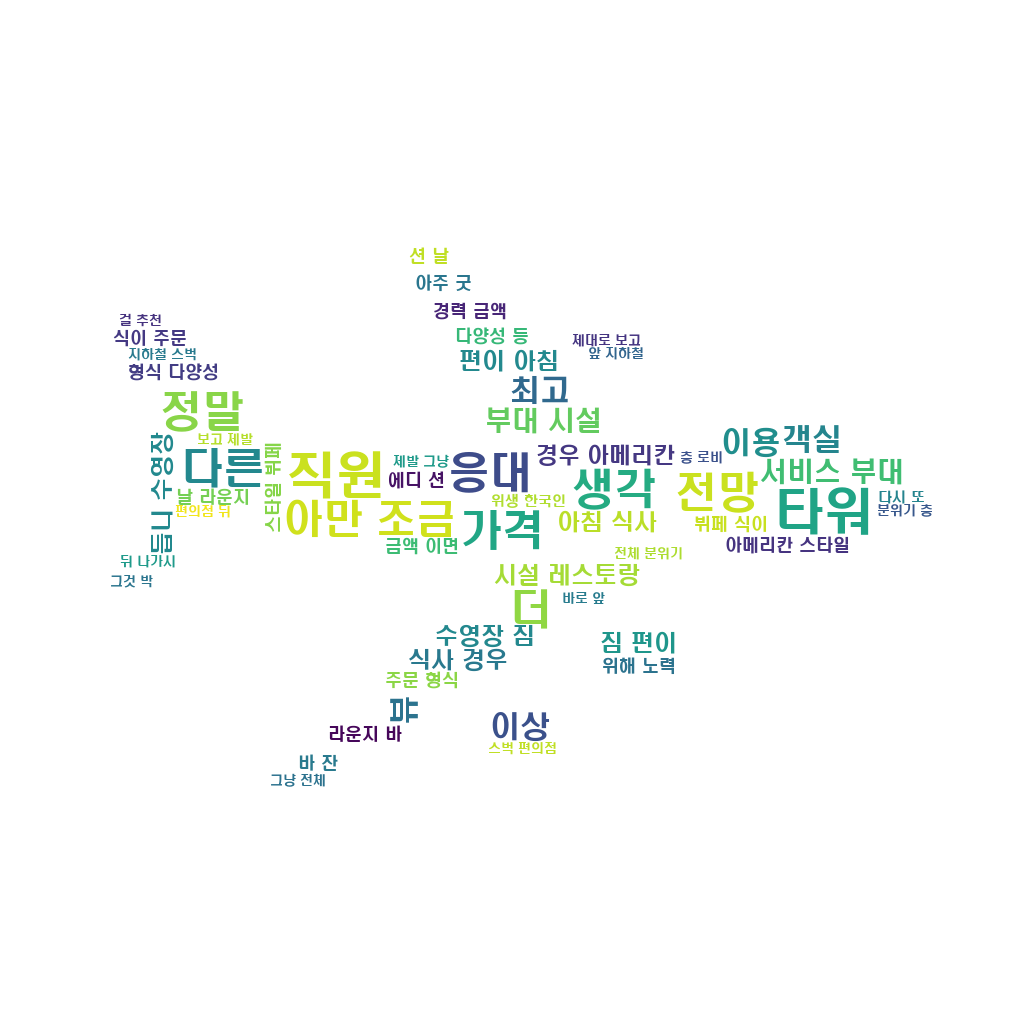 션 날
아주 굿
경력 금액
걸 추천
식이 주문
다양성 등
제대로 보고
지하철 스벅
앞 지하철
편이 아침
형식 다양성
최고
정말
부대 시설
보고 제발
이용
객실
수영장
다른
스타일 뷔페
직원
제발 그냥
응대
경우 아메리칸
층 로비
서비스 부대
에디 션
생각
전망
날 라운지
위생 한국인
타워
다시 또
편의점 뒤
아만 조금
가격
아침 식사
뷔페 식이
분위기 층
듭니
금액 이면
아메리칸 스타일
전체 분위기
뒤 나가시
시설 레스토랑
그것 박
더
바로 앞
수영장 짐
짐 편이
식사 경우
위해 노력
주문 형식
뷰
이상
라운지 바
스벅 편의점
바 잔
그냥 전체